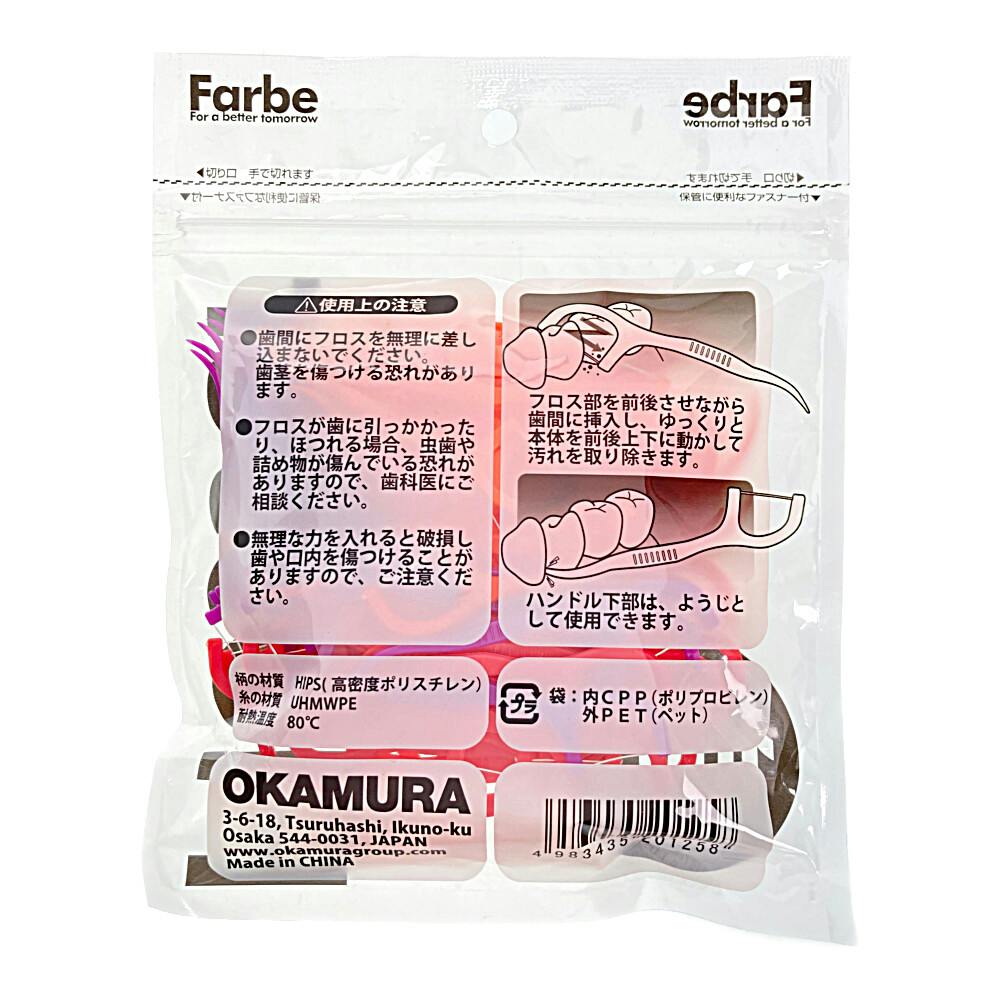 Farbe
For a better tomorrow
Farbe
For a better tomorrow
◀切り口 手で切れます
◀切り口 手で切れます
▼保管に便利なファスナー付
保管に便利なファスナー付▼
⚠使用上の注意
●歯間にフロスを無理に差し
込まないでください。
歯茎を傷つける恐れがあり
ます。
●フロスが歯に引っかかった
り、ほつれる場合、虫歯や
詰め物が傷んでいる恐れが
ありますので、歯科医にご
相談ください。
●無理な力を入れると破損し
歯や口内を傷つけることが
ありますので、ご注意くだ
さい。
フロス部を前後させながら
歯間に挿入し、ゆっくりと
本体を前後上下に動かして
汚れを取り除きます。
ハンドル下部は、ようじと
して使用できます。
柄の材質 HIPS(高密度ポリスチレン)
糸の材質 UHMWPE
耐熱温度 80℃
プラ 袋:内CPP(ポリプロピレン)
外PET(ペット)
OKAMURA
3-6-18, Tsuruhashi, Ikuno-ku
Osaka 544-0031, JAPAN
www.okamuragroup.com
Made in CHINA
4 983435 201258